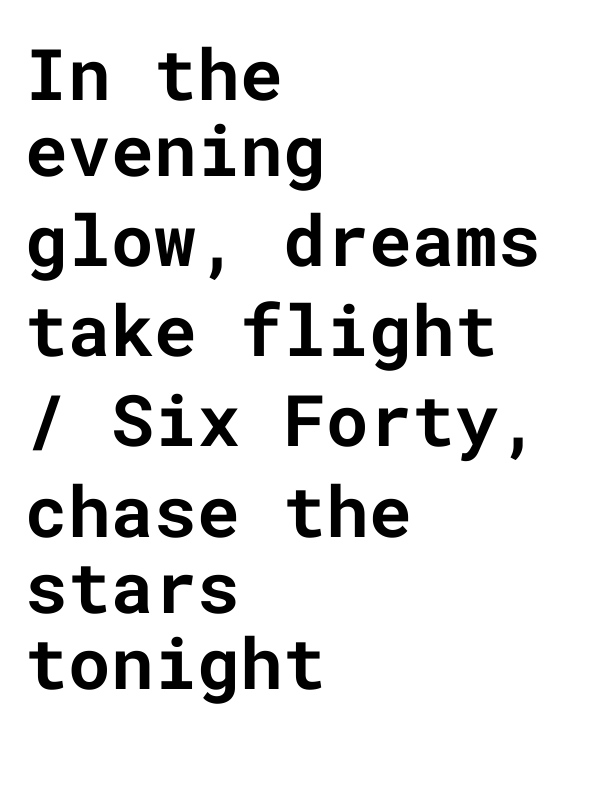 In the
evening
glow, dreams
take flight
/ Six Forty,
chase the
stars
tonight